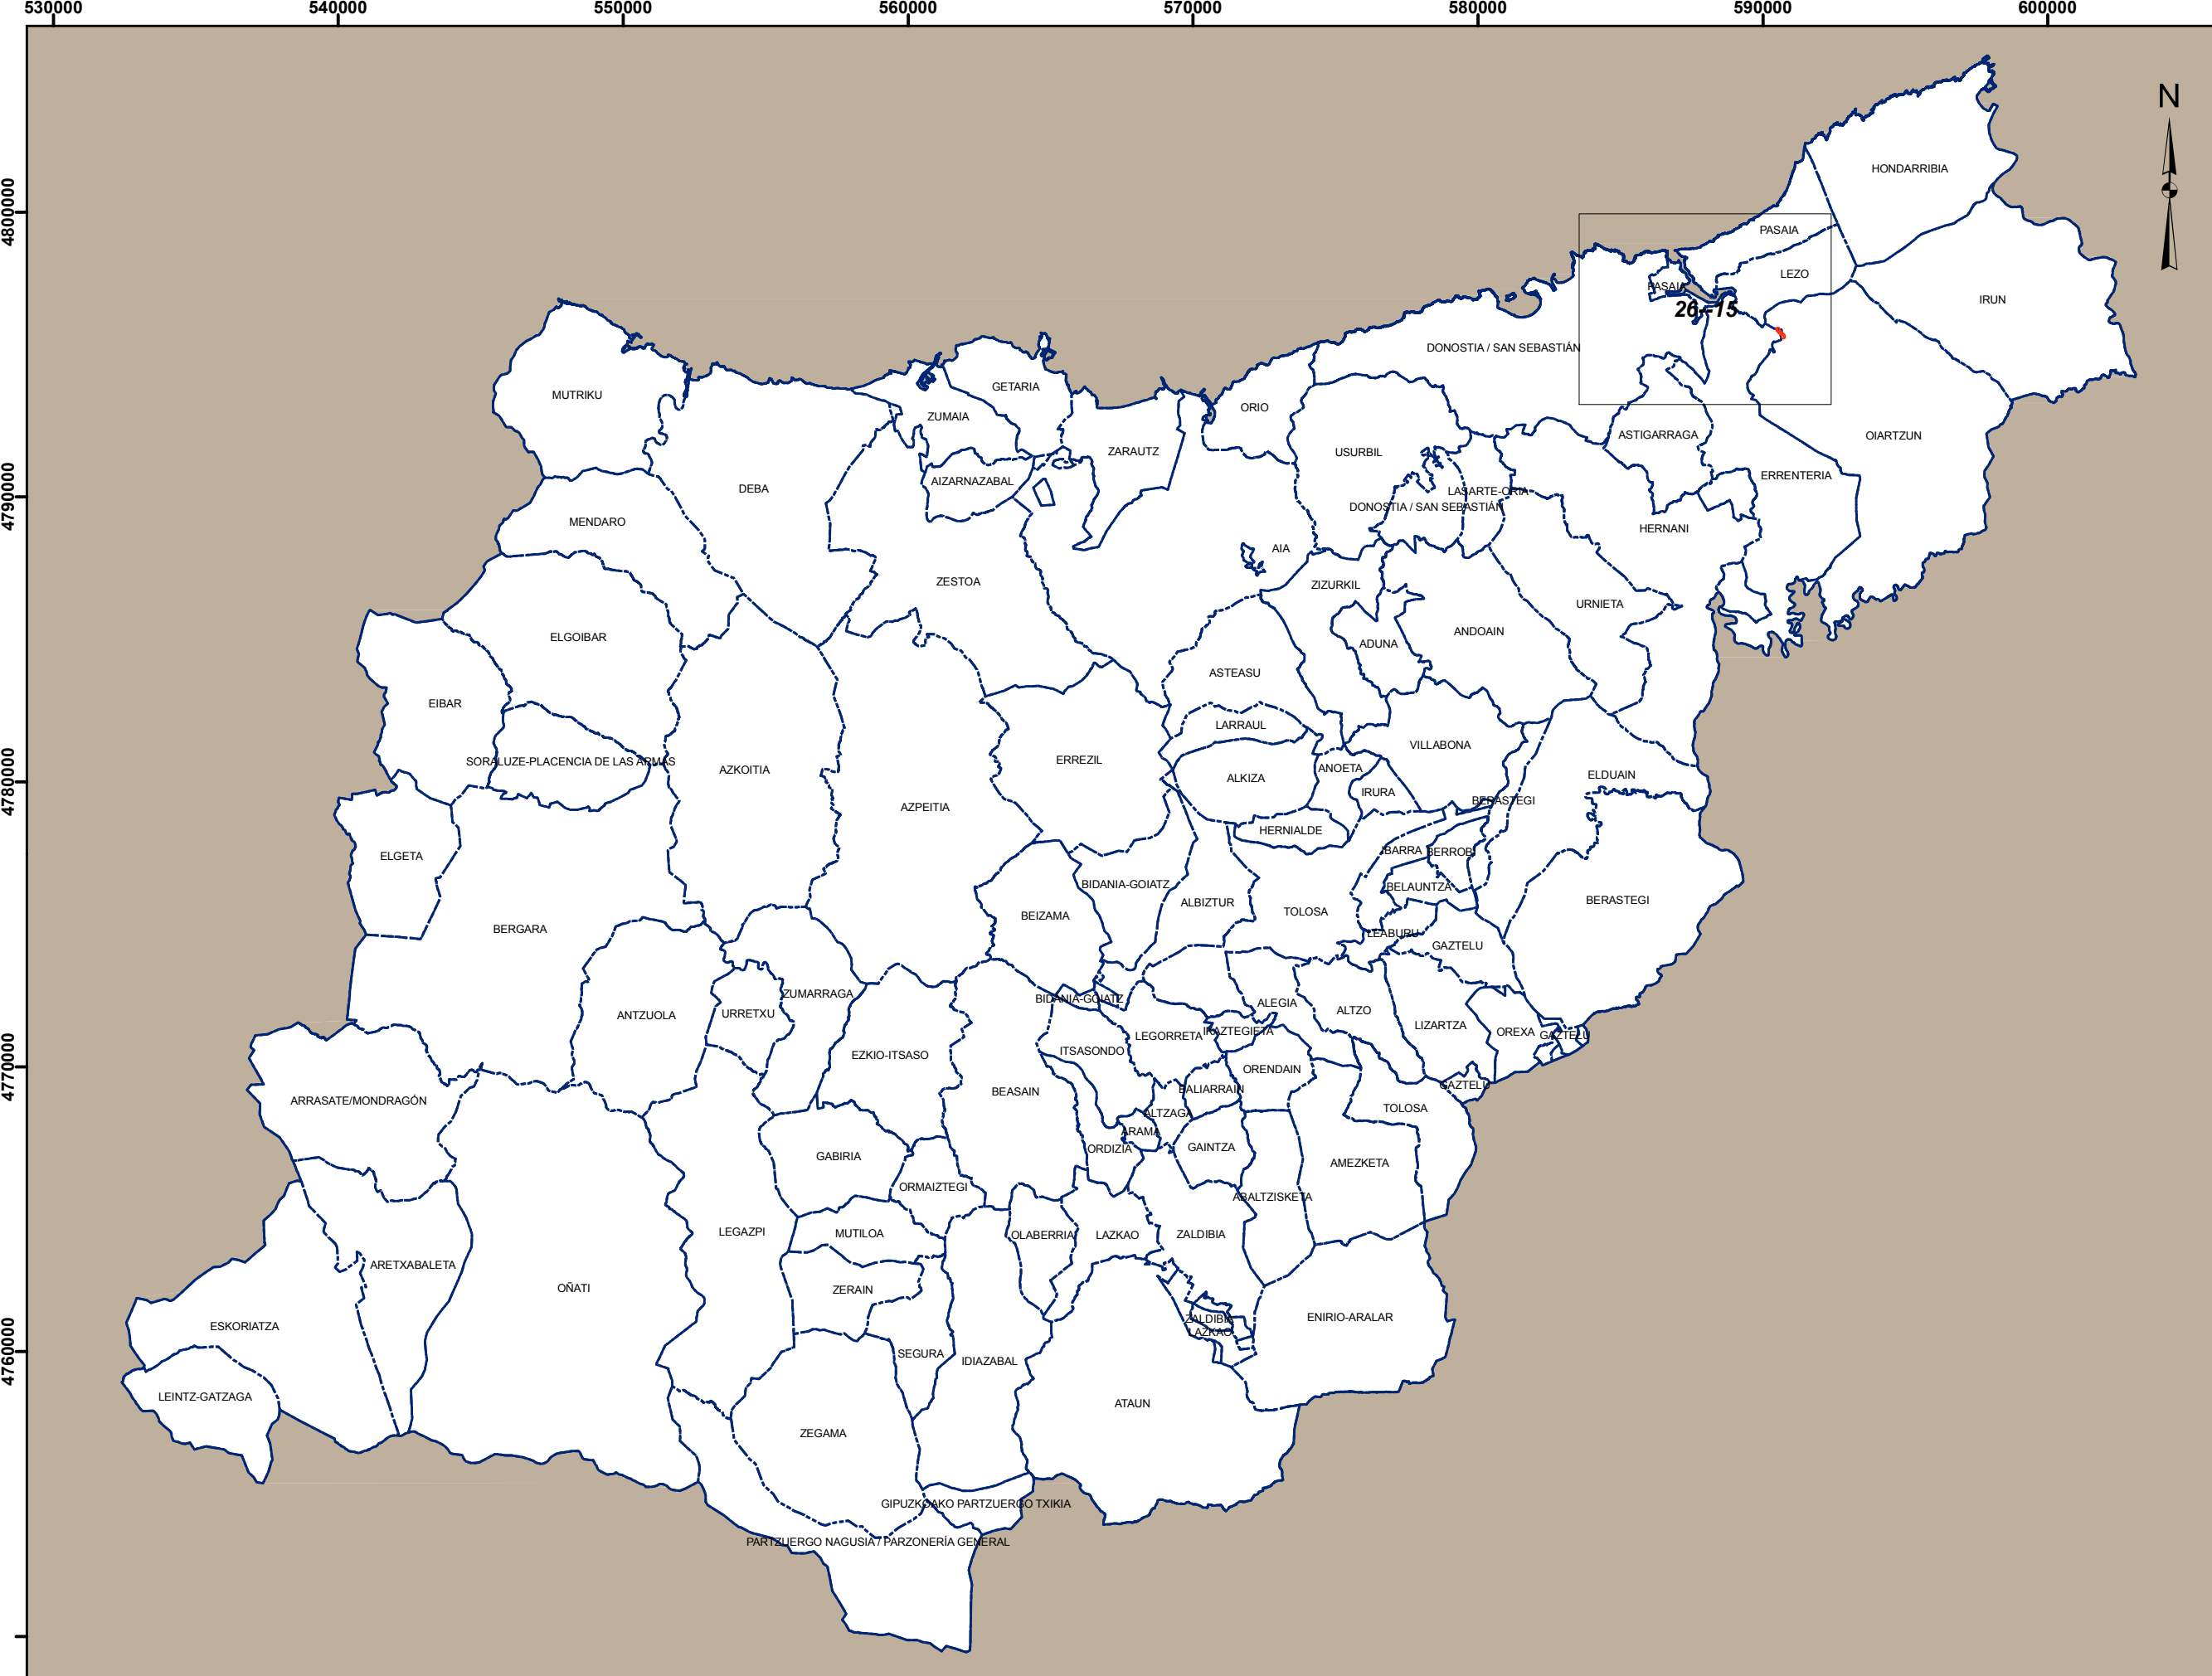 530000 540000 550000 560000 570000 580000 590000 600000
N
HONDARRIBIA
4800000
PASAIA
LEZO
PASAIA
IRUN
26--15
DONOSTIA / SAN SEBASTIÁN
GETARIA
MUTRIKU
ORIO
ZUMAIA
ASTIGARRAGA
OIARTZUN
ZARAUTZ
USURBIL
ERRENTERIA
AIZARNAZABAL
DEBA
LASARTE-ORIA
4790000
DONOSTIA / SAN SEBASTIÁN
MENDARO
HERNANI
AIA
ZESTOA
ZIZURKIL
URNIETA
ANDOAIN
ELGOIBAR
ADUNA
ASTEASU
EIBAR
LARRAUL
VILLABONA
SORALUZE-PLACENCIA DE LAS ARMAS
ERREZIL
AZKOITIA
ANOETA
ELDUAIN
4780000
ALKIZA
IRURA
BERASTEGI
AZPEITIA
HERNIALDE
IBARRA
BERROBI
ELGETA
BIDANIA-GOIATZ
BELAUNTZA
BERASTEGI
ALBIZTUR
TOLOSA
BEIZAMA
BERGARA
LEABURU
GAZTELU
ZUMARRAGA
BIDANIA-GOIATZ
ALEGIA
ALTZO
URRETXU
ANTZUOLA
LIZARTZA
IKAZTEGIETA
OREXA
GAZTELU
LEGORRETA
ITSASONDO
EZKIO-ITSASO
4770000
ORENDAIN
GAZTELU
BALIARRAIN
BEASAIN
ARRASATE/MONDRAGÓN
TOLOSA
ALTZAGA
ARAMA
GAINTZA
ORDIZIA
GABIRIA
AMEZKETA
ORMAIZTEGI
ABALTZISKETA
LEGAZPI
MUTILOA
OLABERRIA
LAZKAO
ZALDIBIA
ARETXABALETA
OÑATI
ZERAIN
ENIRIO-ARALAR
ZALDIBIA
ESKORIATZA
LAZKAO
4760000
SEGURA
IDIAZABAL
LEINTZ-GATZAGA
ATAUN
ZEGAMA
GIPUZKOAKO PARTZUERGO TXIKIA
PARTZUERGO NAGUSIA / PARZONERÍA GENERAL